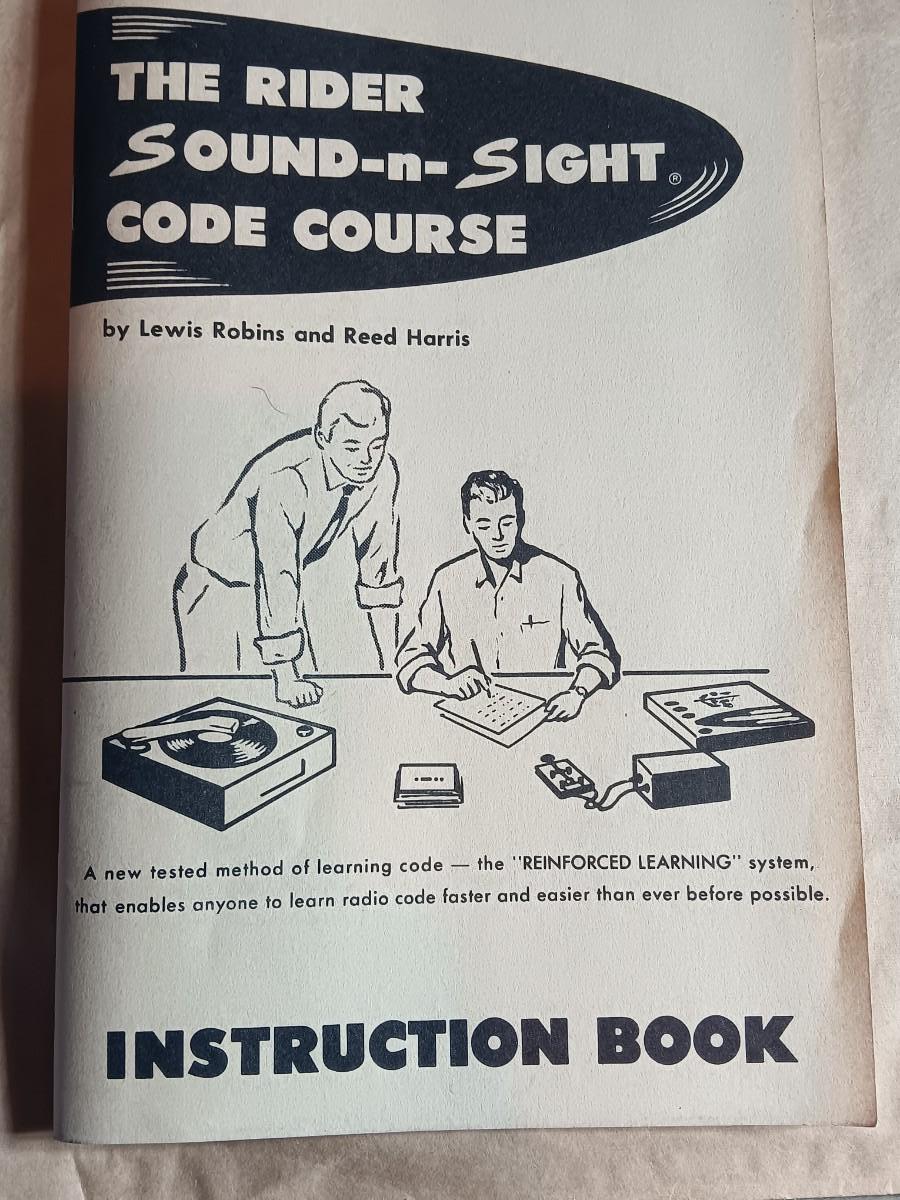 THE RIDER
SOUND-n-SIGHT®
CODE COURSE
by Lewis Robins and Reed Harris
A new tested method of learning code — the "REINFORCED LEARNING" system,
that enables anyone to learn radio code faster and easier than ever before possible.
INSTRUCTION BOOK